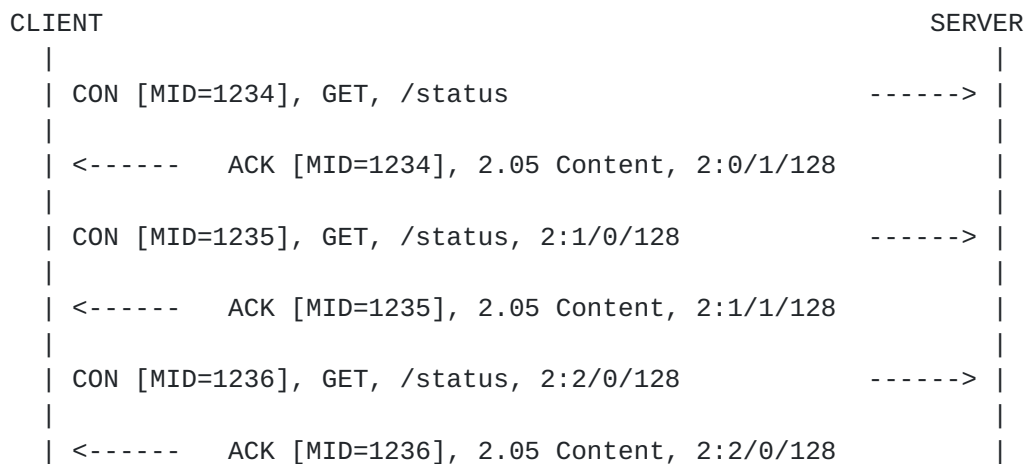 CLIENT                                                     SERVER
  |                                                            |
  | CON [MID=1234], GET, /status                       ------> |
  |                                                            |
  | <------   ACK [MID=1234], 2.05 Content, 2:0/1/128          |
  |                                                            |
  | CON [MID=1235], GET, /status, 2:1/0/128            ------> |
  |                                                            |
  | <------   ACK [MID=1235], 2.05 Content, 2:1/1/128          |
  |                                                            |
  | CON [MID=1236], GET, /status, 2:2/0/128            ------> |
  |                                                            |
  | <------   ACK [MID=1236], 2.05 Content, 2:2/0/128          |